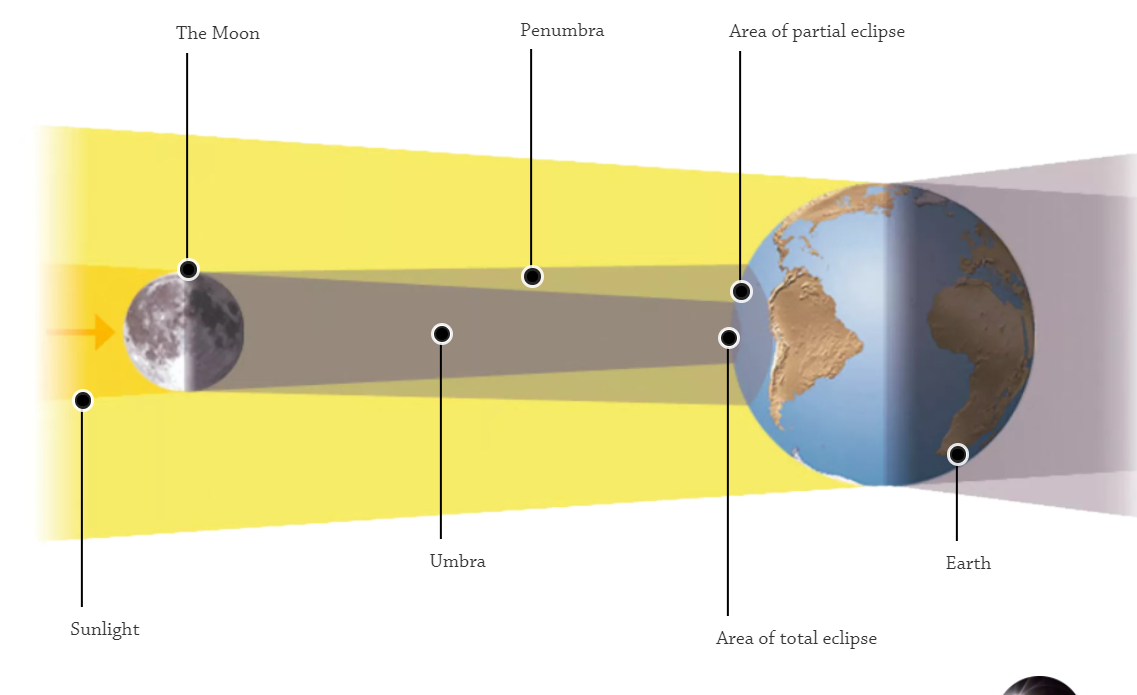 The Moon
Penumbra
Area of partial eclipse
Umbra
Earth
Sunlight
Area of total eclipse